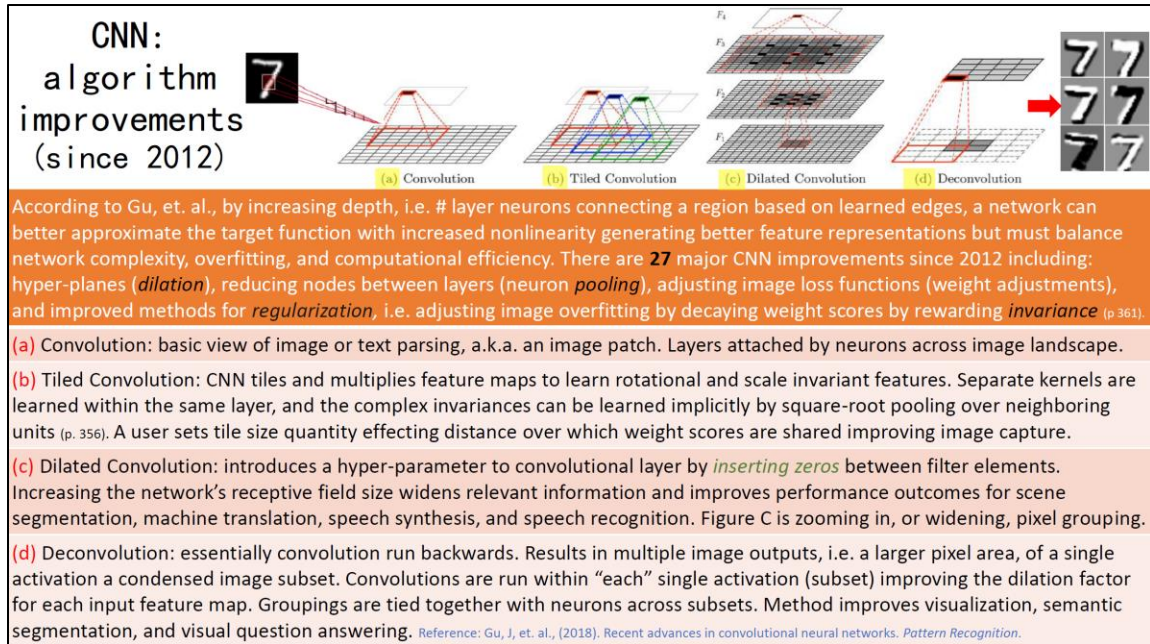 CNN:
algorithm
improvements
(since 2012)
F₄
F₃
F₂
F₁
(a) Convolution
(b) Tiled Convolution
(c) Dilated Convolution
(d) Deconvolution
According to Gu, et. al., by increasing depth, i.e. # layer neurons connecting a region based on learned edges, a network can
better approximate the target function with increased nonlinearity generating better feature representations but must balance
network complexity, overfitting, and computational efficiency. There are 27 major CNN improvements since 2012 including:
hyper-planes (dilation), reducing nodes between layers (neuron pooling), adjusting image loss functions (weight adjustments),
and improved methods for regularization, i.e. adjusting image overfitting by decaying weight scores by rewarding invariance (p 361).
(a) Convolution: basic view of image or text parsing, a.k.a. an image patch. Layers attached by neurons across image landscape.
(b) Tiled Convolution: CNN tiles and multiplies feature maps to learn rotational and scale invariant features. Separate kernels are
learned within the same layer, and the complex invariances can be learned implicitly by square-root pooling over neighboring
units (p. 356). A user sets tile size quantity effecting distance over which weight scores are shared improving image capture.
(c) Dilated Convolution: introduces a hyper-parameter to convolutional layer by inserting zeros between filter elements.
Increasing the network's receptive field size widens relevant information and improves performance outcomes for scene
segmentation, machine translation, speech synthesis, and speech recognition. Figure C is zooming in, or widening, pixel grouping.
(d) Deconvolution: essentially convolution run backwards. Results in multiple image outputs, i.e. a larger pixel area, of a single
activation a condensed image subset. Convolutions are run within "each" single activation (subset) improving the dilation factor
for each input feature map. Groupings are tied together with neurons across subsets. Method improves visualization, semantic
segmentation, and visual question answering. Reference: Gu, J, et. al., (2018). Recent advances in convolutional neural networks. Pattern Recognition.